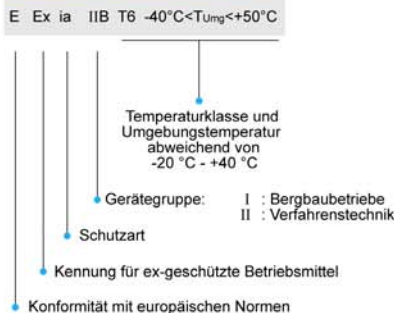 E Ex ia IIB T6 -40°C<TUmg<+50°C
Temperaturklasse und
Umgebungstemperatur
abweichend von
-20 °C - +40 °C
Gerätegruppe: I : Bergbaubetriebe
II : Verfahrenstechnik
Schutzart
Kennung für ex-geschützte Betriebsmittel
Konformität mit europäischen Normen